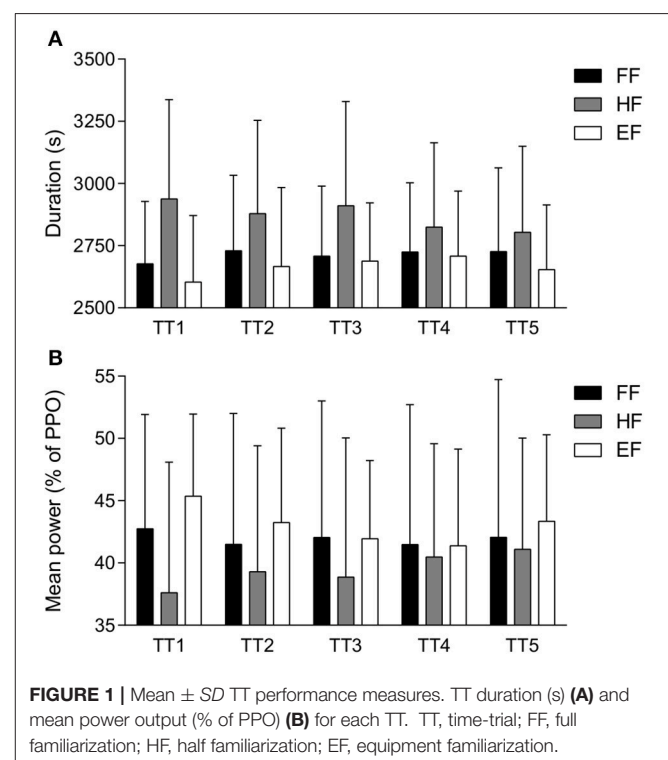 A
3500
3250
3000
2750
2500
Duration (s)
FF
HF
EF
TT1 TT2 TT3 TT4 TT5
B
55
50
45
40
35
Mean power (% of PPO)
FF
HF
EF
TT1 TT2 TT3 TT4 TT5
FIGURE 1 | Mean ± SD TT performance measures. TT duration (s) (A) and
mean power output (% of PPO) (B) for each TT. TT, time-trial; FF, full
familiarization; HF, half familiarization; EF, equipment familiarization.